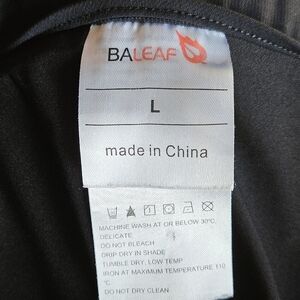 BALEAF
L
made in China
MACHINE WASH AT OR BELOW 30°C,
DELICATE
DO NOT BLEACH
DRIP DRY IN SHADE
TUMBLE DRY, LOW TEMP
IRON AT MAXIMUM TEMPERATURE 110
°C
DO NOT DRY CLEAN